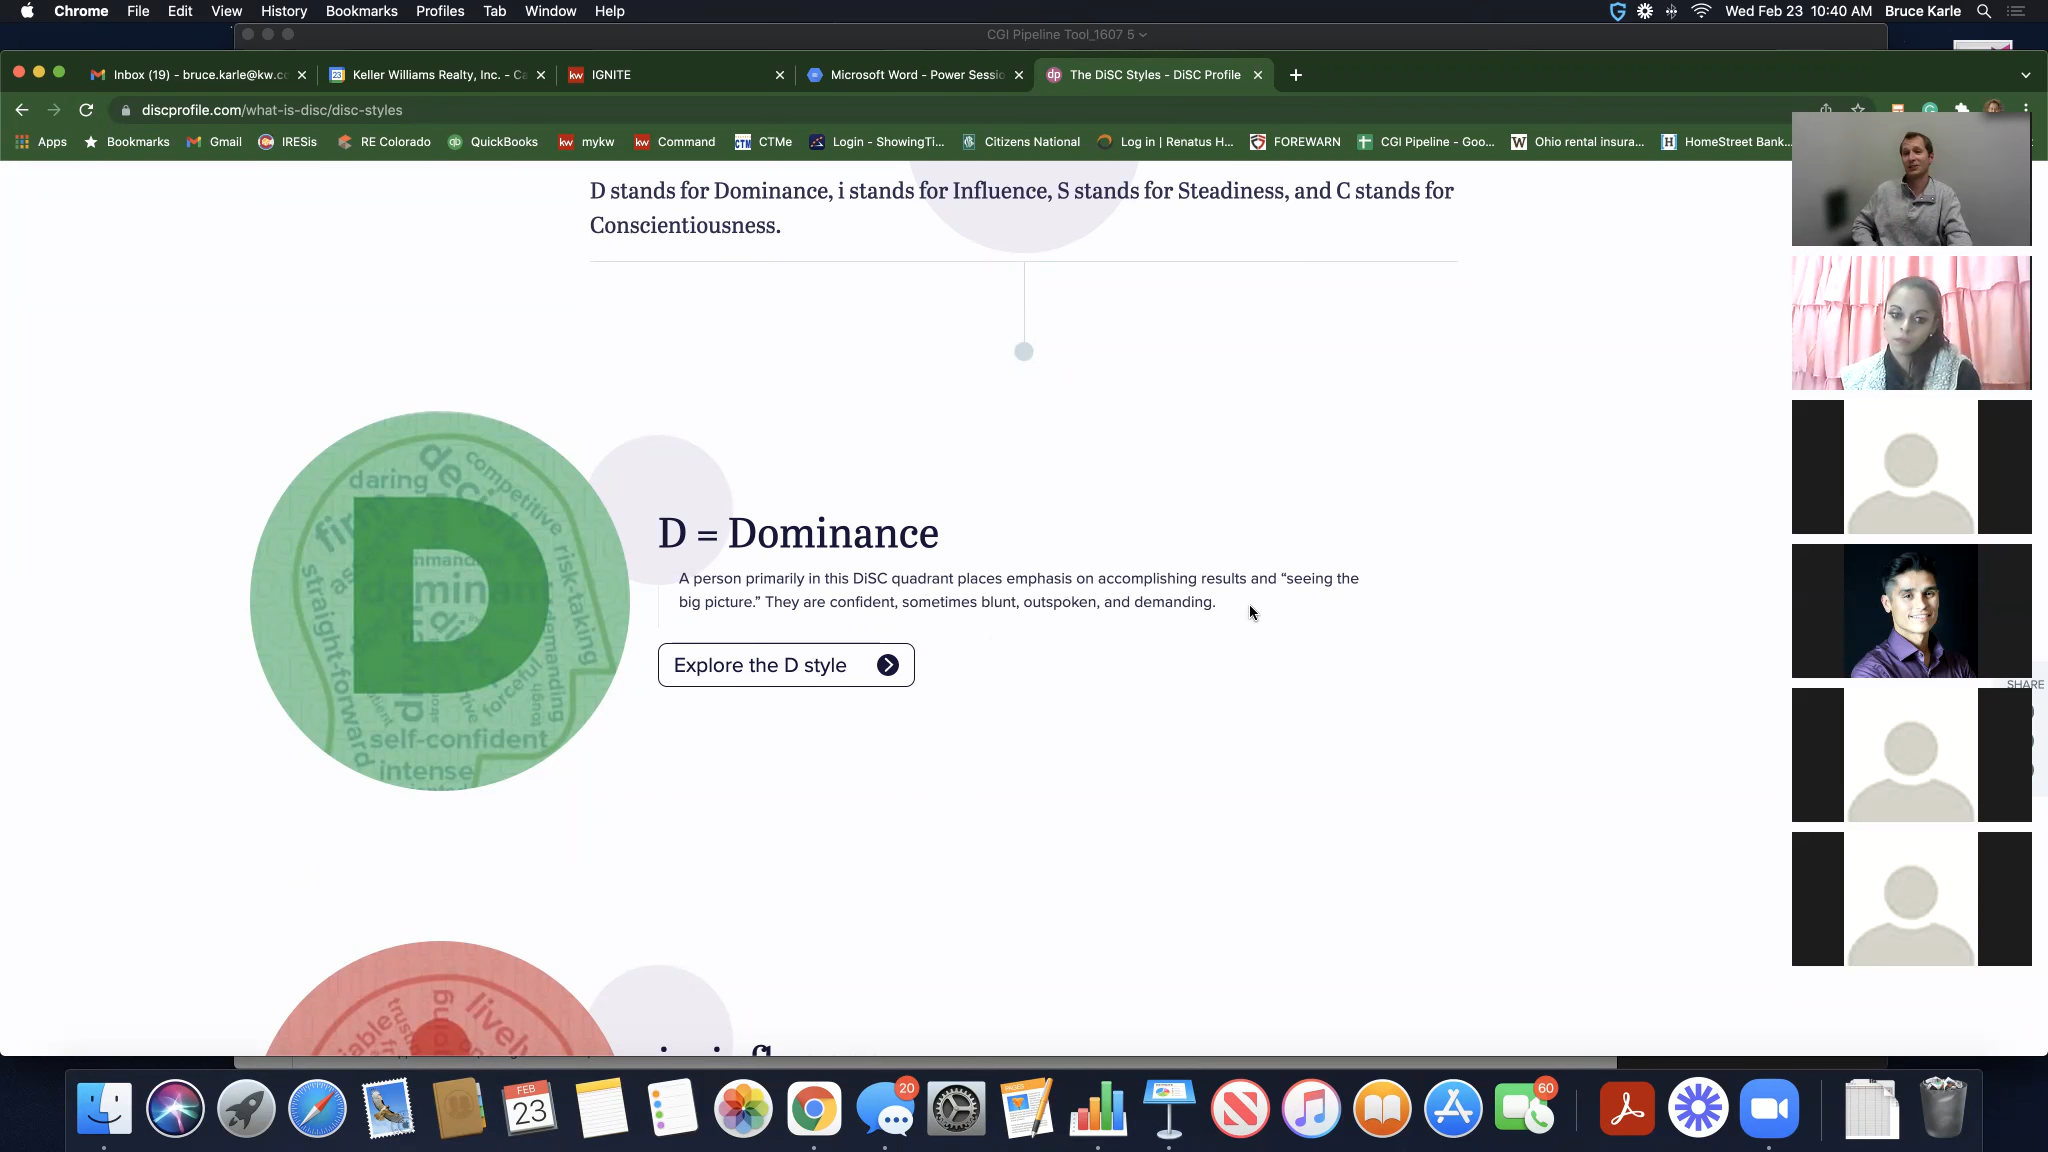 Chrome File Edit View History Bookmarks Profiles Tab Window Help
Wed Feb 23 10:40 AM Bruce Karle
CGI Pipeline Tool_1607 5
Inbox (19) - bruce.karle@kw.c
Keller Williams Realty, Inc. - Ca
IGNITE
Microsoft Word - Power Sessio
The DiSC Styles - DiSC Profile
discprofile.com/what-is-disc/disc-styles
Apps Bookmarks Gmail IRESis RE Colorado QuickBooks mykw Command CTMe Login - ShowingTi... Citizens National Log in | Renatus H... FOREWARN CGI Pipeline - Goo... Ohio rental insura... HomeStreet Bank...
D stands for Dominance, i stands for Influence, S stands for Steadiness, and C stands for
Conscientiousness.
daring
competitive
risk-taking
straight-forward
D
demanding
forceful
tough
self-confident
intense
D = Dominance
A person primarily in this DiSC quadrant places emphasis on accomplishing results and “seeing the
big picture.” They are confident, sometimes blunt, outspoken, and demanding.
Explore the D style
SHARE
lively
FEB
23
20
PAGES
60